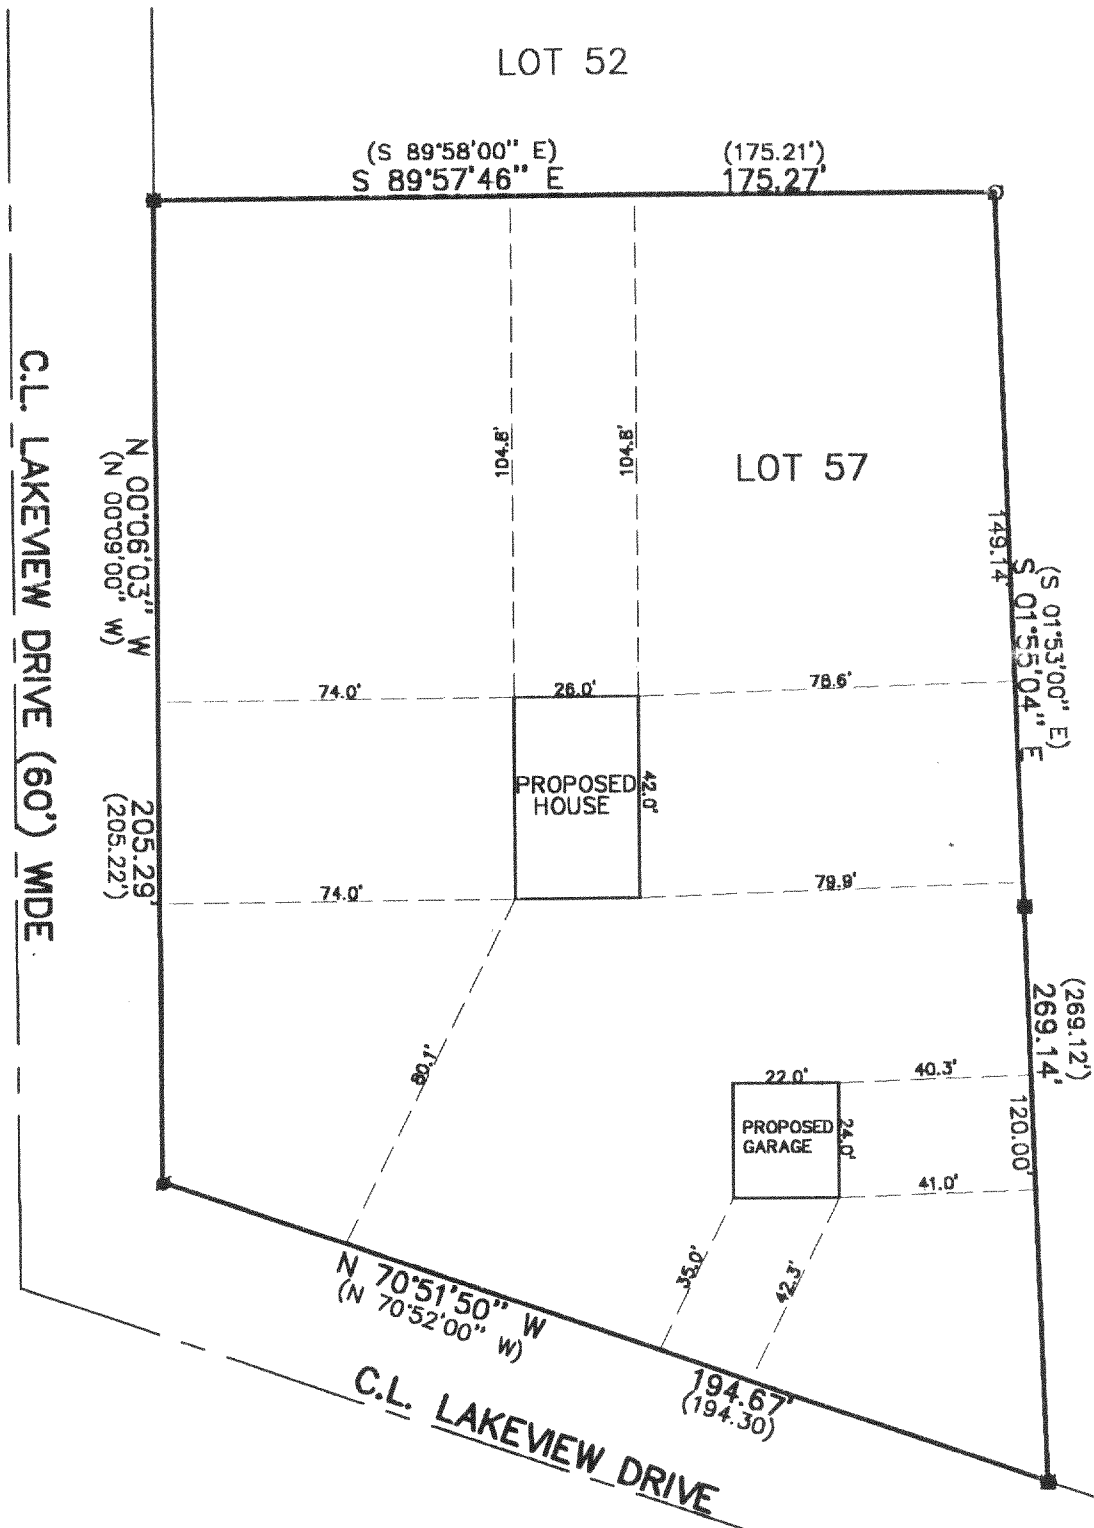 LOT 52
(S 89°58'00" E)
S 89°57'46" E
(175.21')
175.27'
C.L. LAKEVIEW DRIVE (60') WIDE
N 00°06'03" W
(N 00°09'00" W)
205.29'
(205.22')
104.8'
104.8'
LOT 57
149.14'
(S 01°53'00" E)
S 01°55'04" E
74.0'
26.0'
78.6'
PROPOSED
HOUSE
42.0'
74.0'
79.9'
(269.12')
269.14'
80.1'
22.0'
40.3'
PROPOSED
GARAGE
24.0'
120.00'
41.0'
35.0'
42.3'
N 70°51'50" W
(N 70°52'00" W)
194.67'
(194.30)
C.L. LAKEVIEW DRIVE